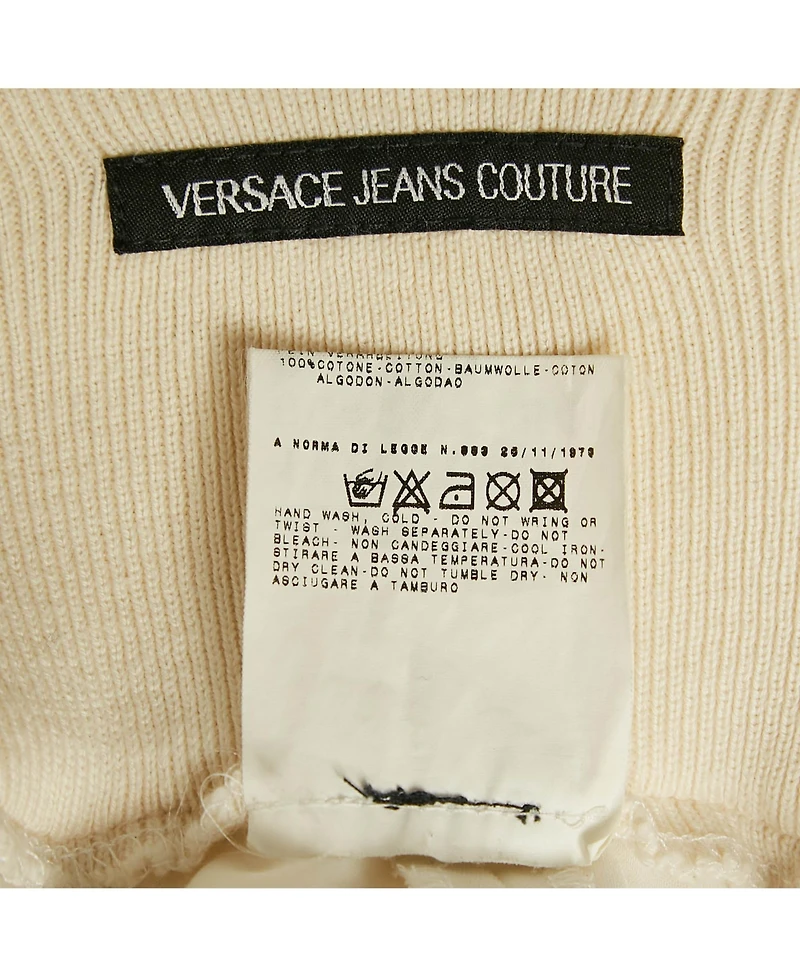 VERSACE JEANS COUTURE
100%COTONE-COTTON-BAUMWOLLE-COTON
ALGODON-ALGODAO
A NORMA DI LEGGE N.883 26/11/1973
HAND WASH, COLD - DO NOT WRING OR
TWIST - WASH SEPARATELY-DO NOT
BLEACH- NON CANDEGGIARE-COOL IRON-
STIRARE A BASSA TEMPERATURA-DO NOT
DRY CLEAN-DO NOT TUMBLE DRY- NON
ASCIUGARE A TAMBURO